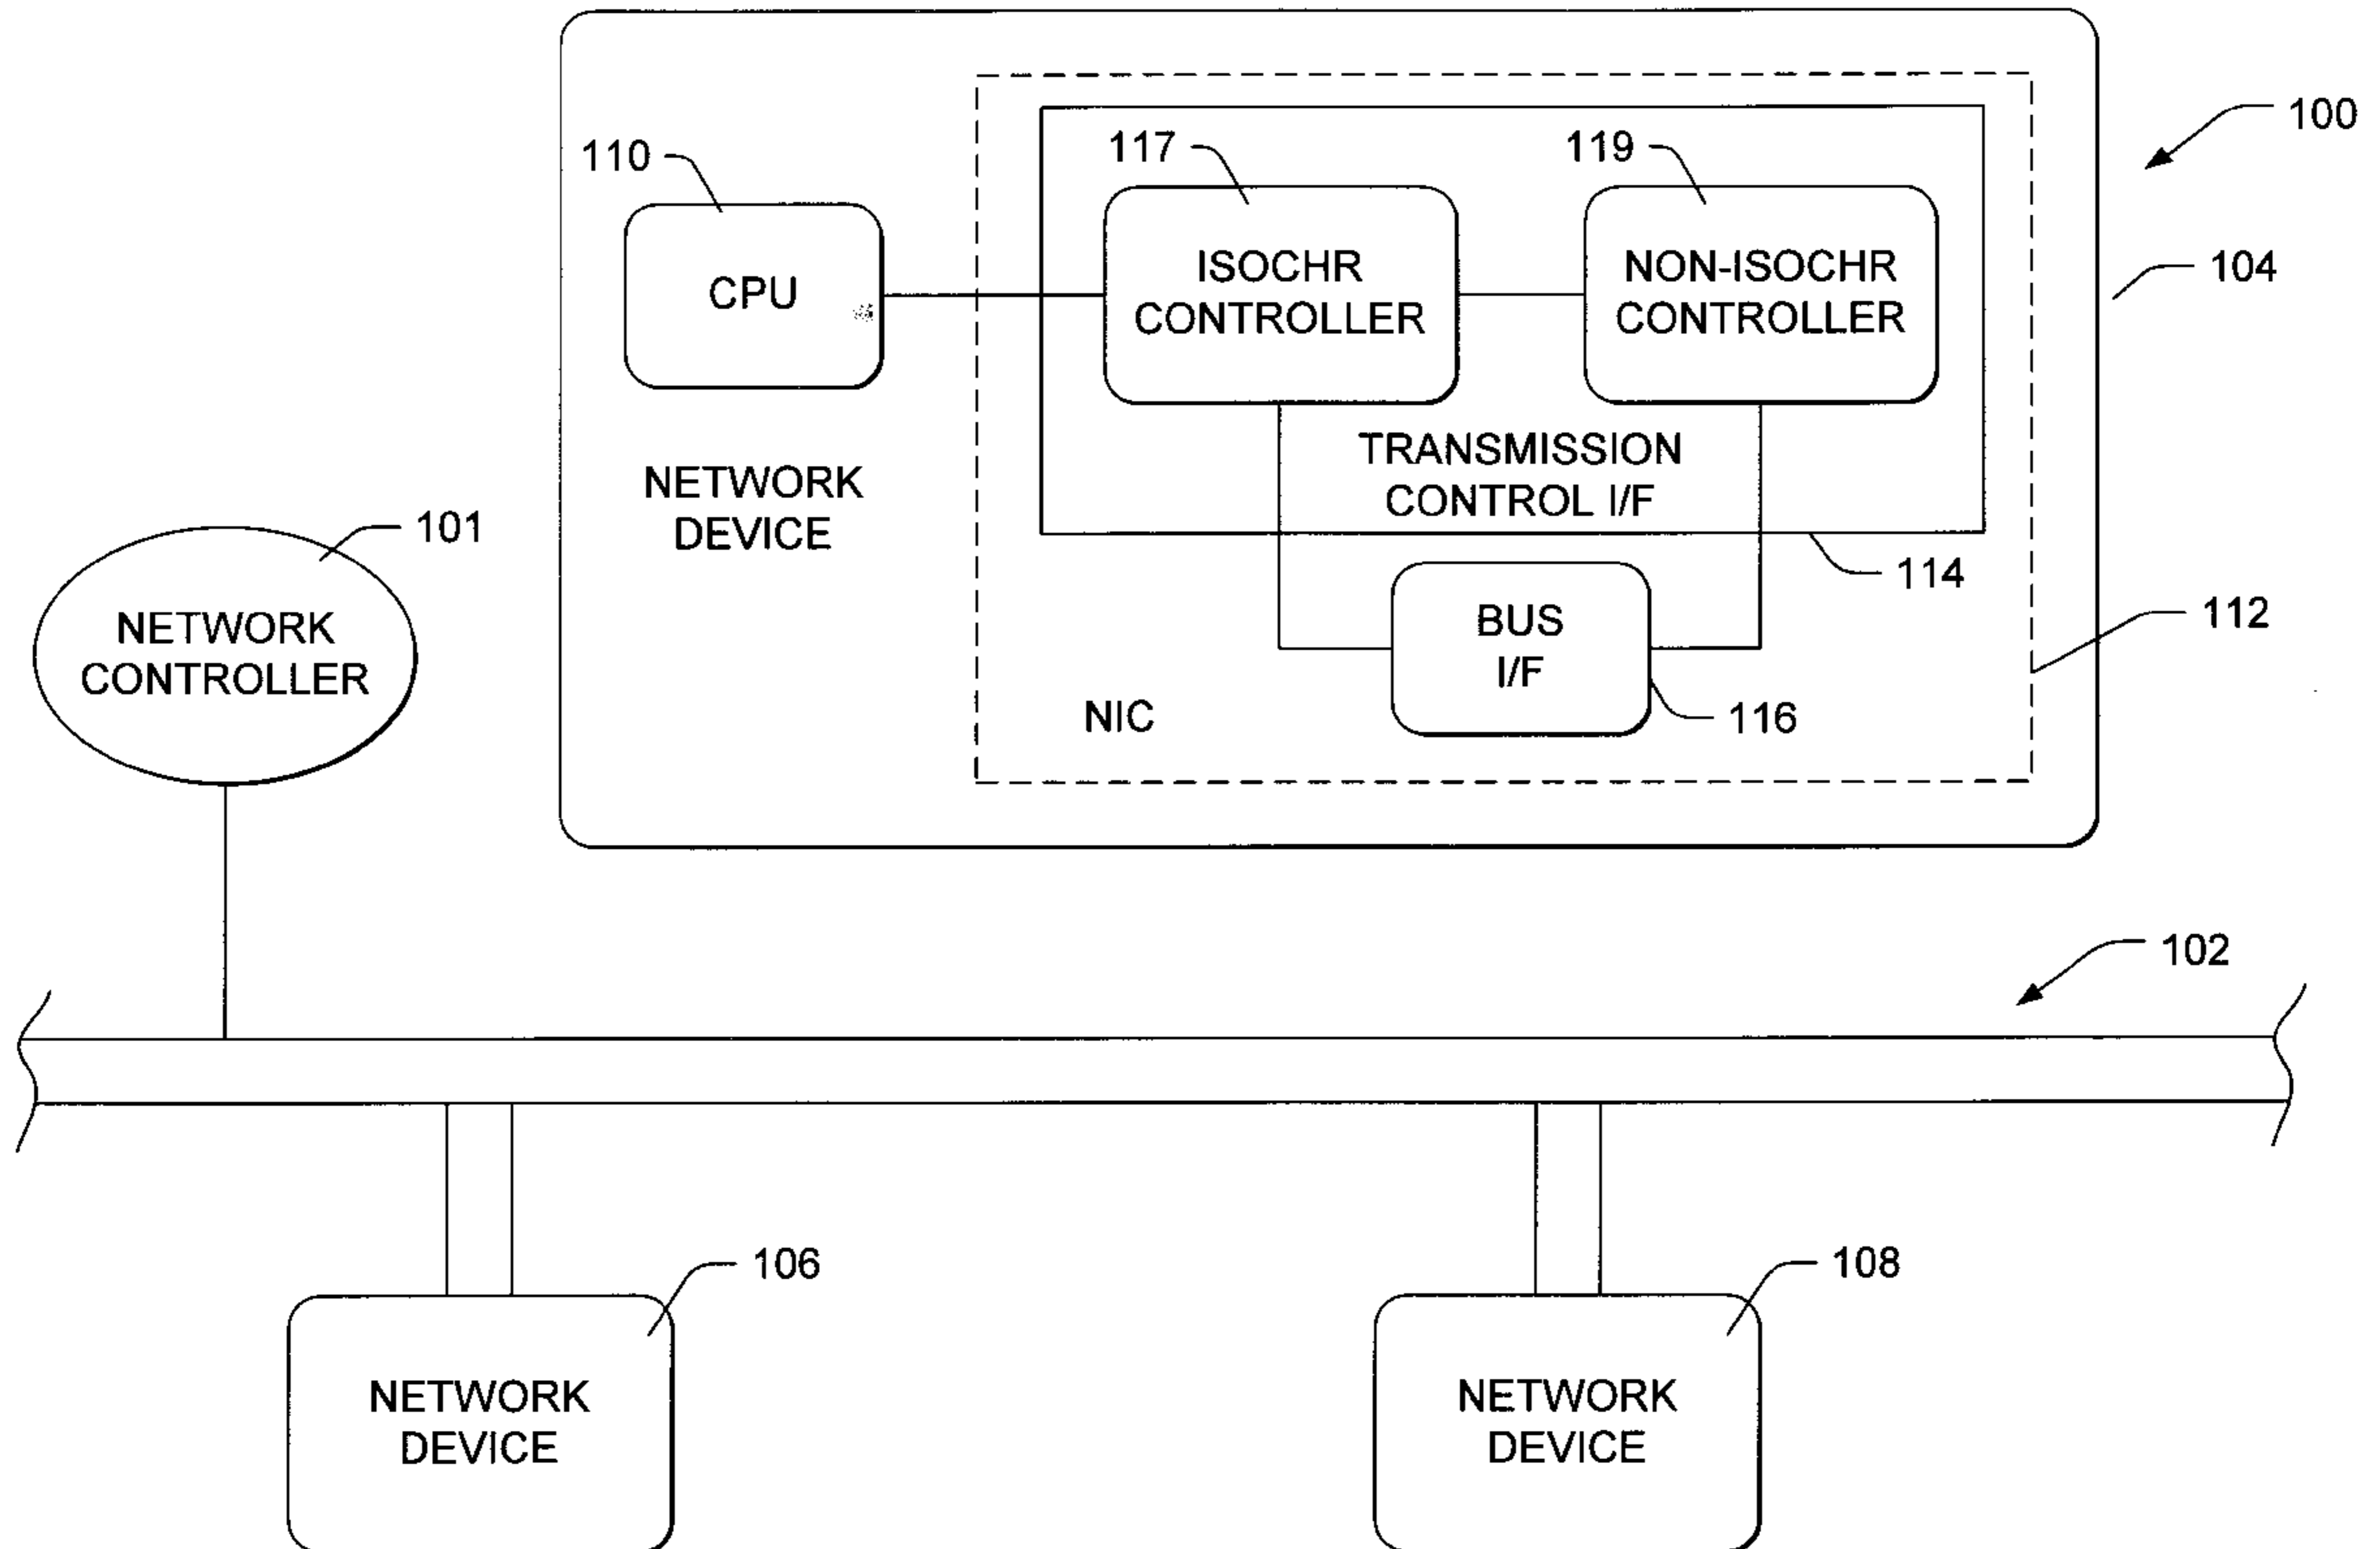 100
117
119
110
ISOCHR
CONTROLLER
NON-ISOCHR
CONTROLLER
104
CPU
TRANSMISSION
CONTROL I/F
NETWORK
DEVICE
101
114
NETWORK
CONTROLLER
BUS
I/F
112
NIC
116
102
106
108
NETWORK
DEVICE
NETWORK
DEVICE